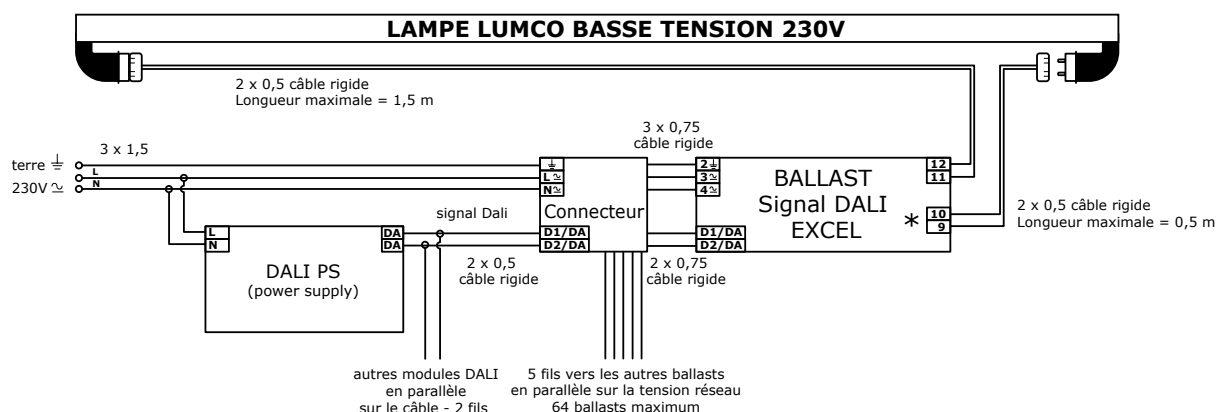 LAMPE LUMCO BASSE TENSION 230V
2 x 0,5 câble rigide
Longueur maximale = 1,5 m
3 x 1,5
terre
L
230V
N
3 x 0,75
câble rigide
L
N
N
2
3
4
12
11
10
9
Connecteur
BALLAST
Signal DALI
EXCEL
*
2 x 0,5 câble rigide
Longueur maximale = 0,5 m
signal Dali
L
N
DA
DA
D1/DA
D2/DA
D1/DA
D2/DA
DALI PS
(power supply)
2 x 0,5
câble rigide
2 x 0,75
câble rigide
autres modules DALI
en parallèle
sur le câble - 2 fils
5 fils vers les autres ballasts
en parallèle sur la tension réseau
64 ballasts maximum